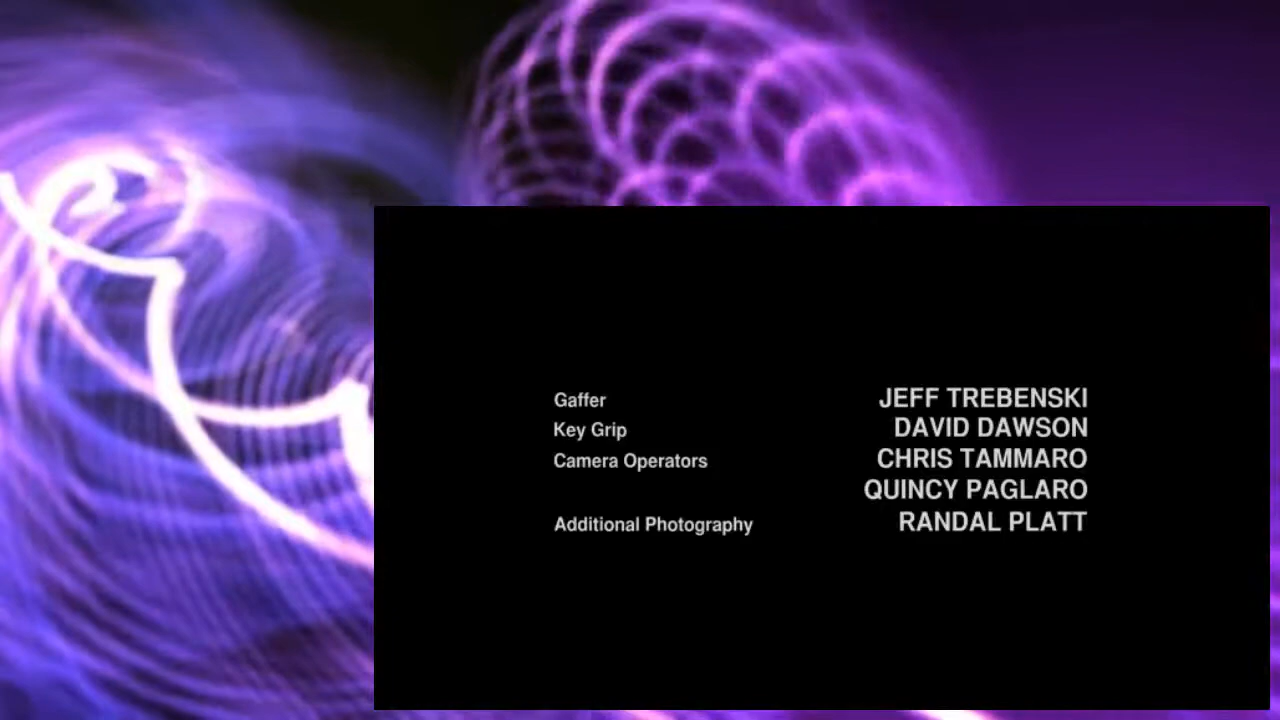 Gaffer JEFF TREBENSKI
Key Grip DAVID DAWSON
Camera Operators CHRIS TAMMARO
QUINCY PAGLARO
Additional Photography RANDAL PLATT